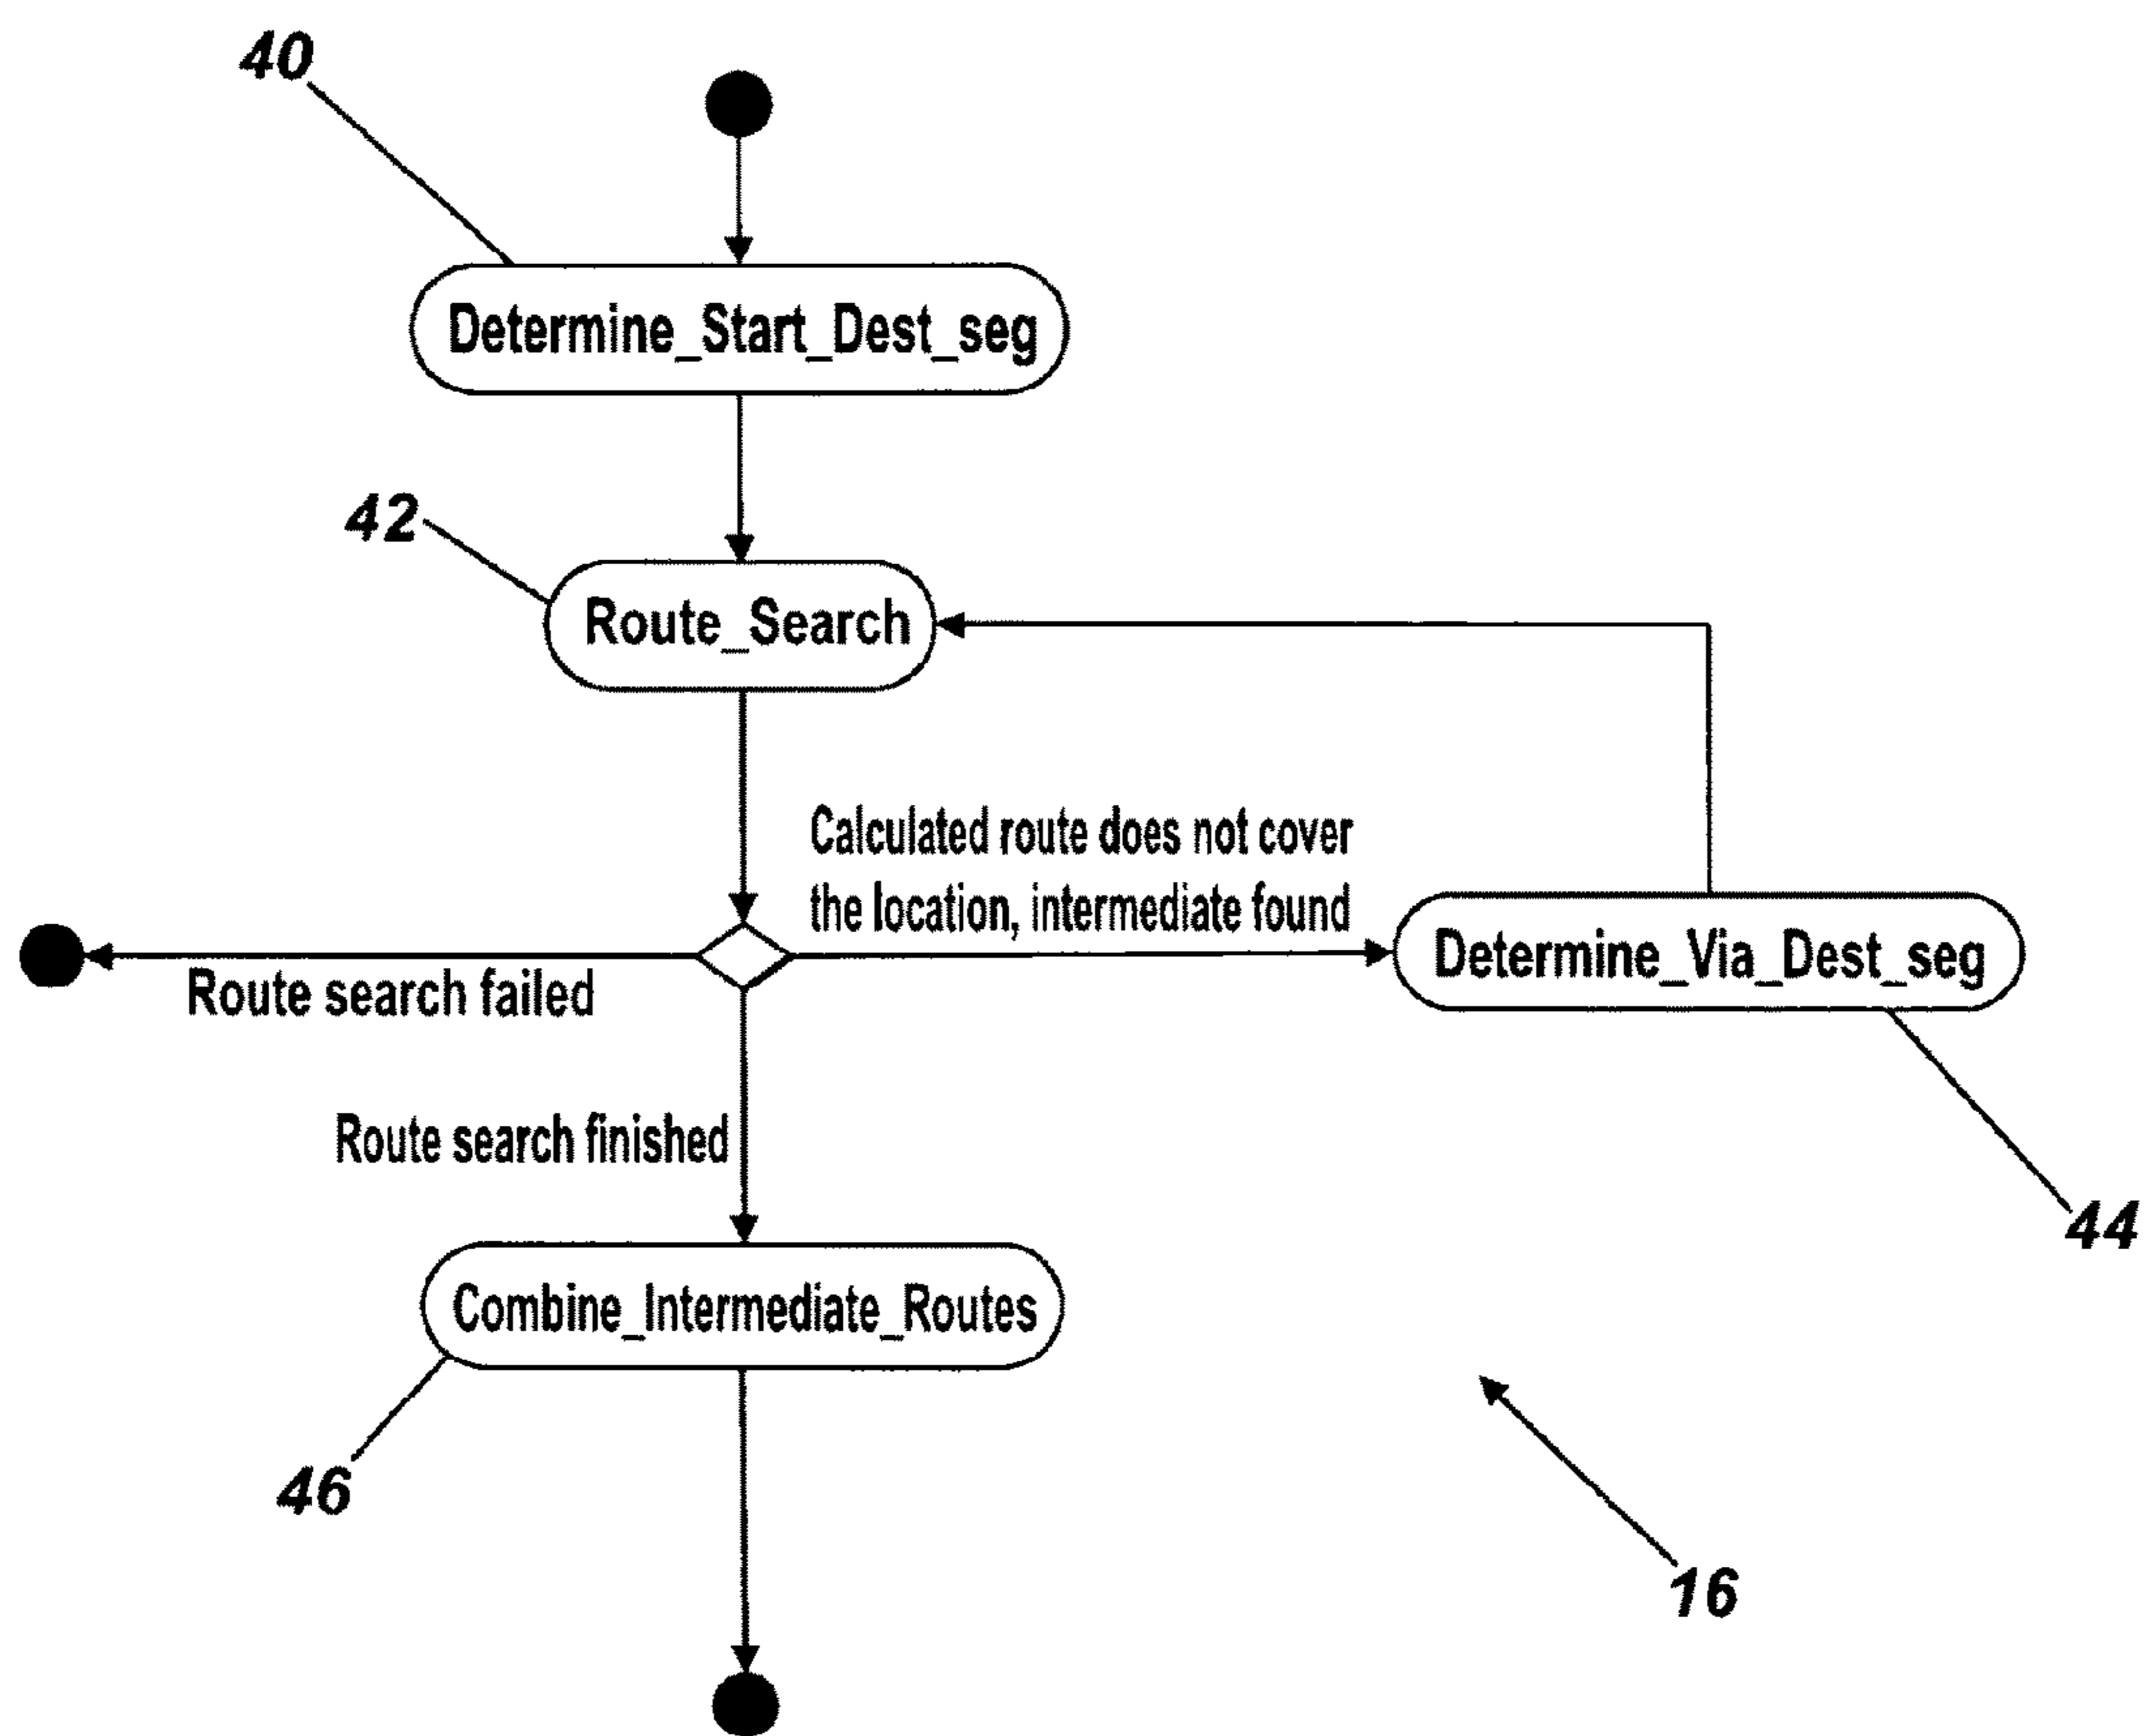 40
Determine_Start_Dest_seg
42
Route_Search
Calculated route does not cover
the location, intermediate found
Determine_Via_Dest_seg
Route search failed
Route search finished
44
Combine_Intermediate_Routes
46
16